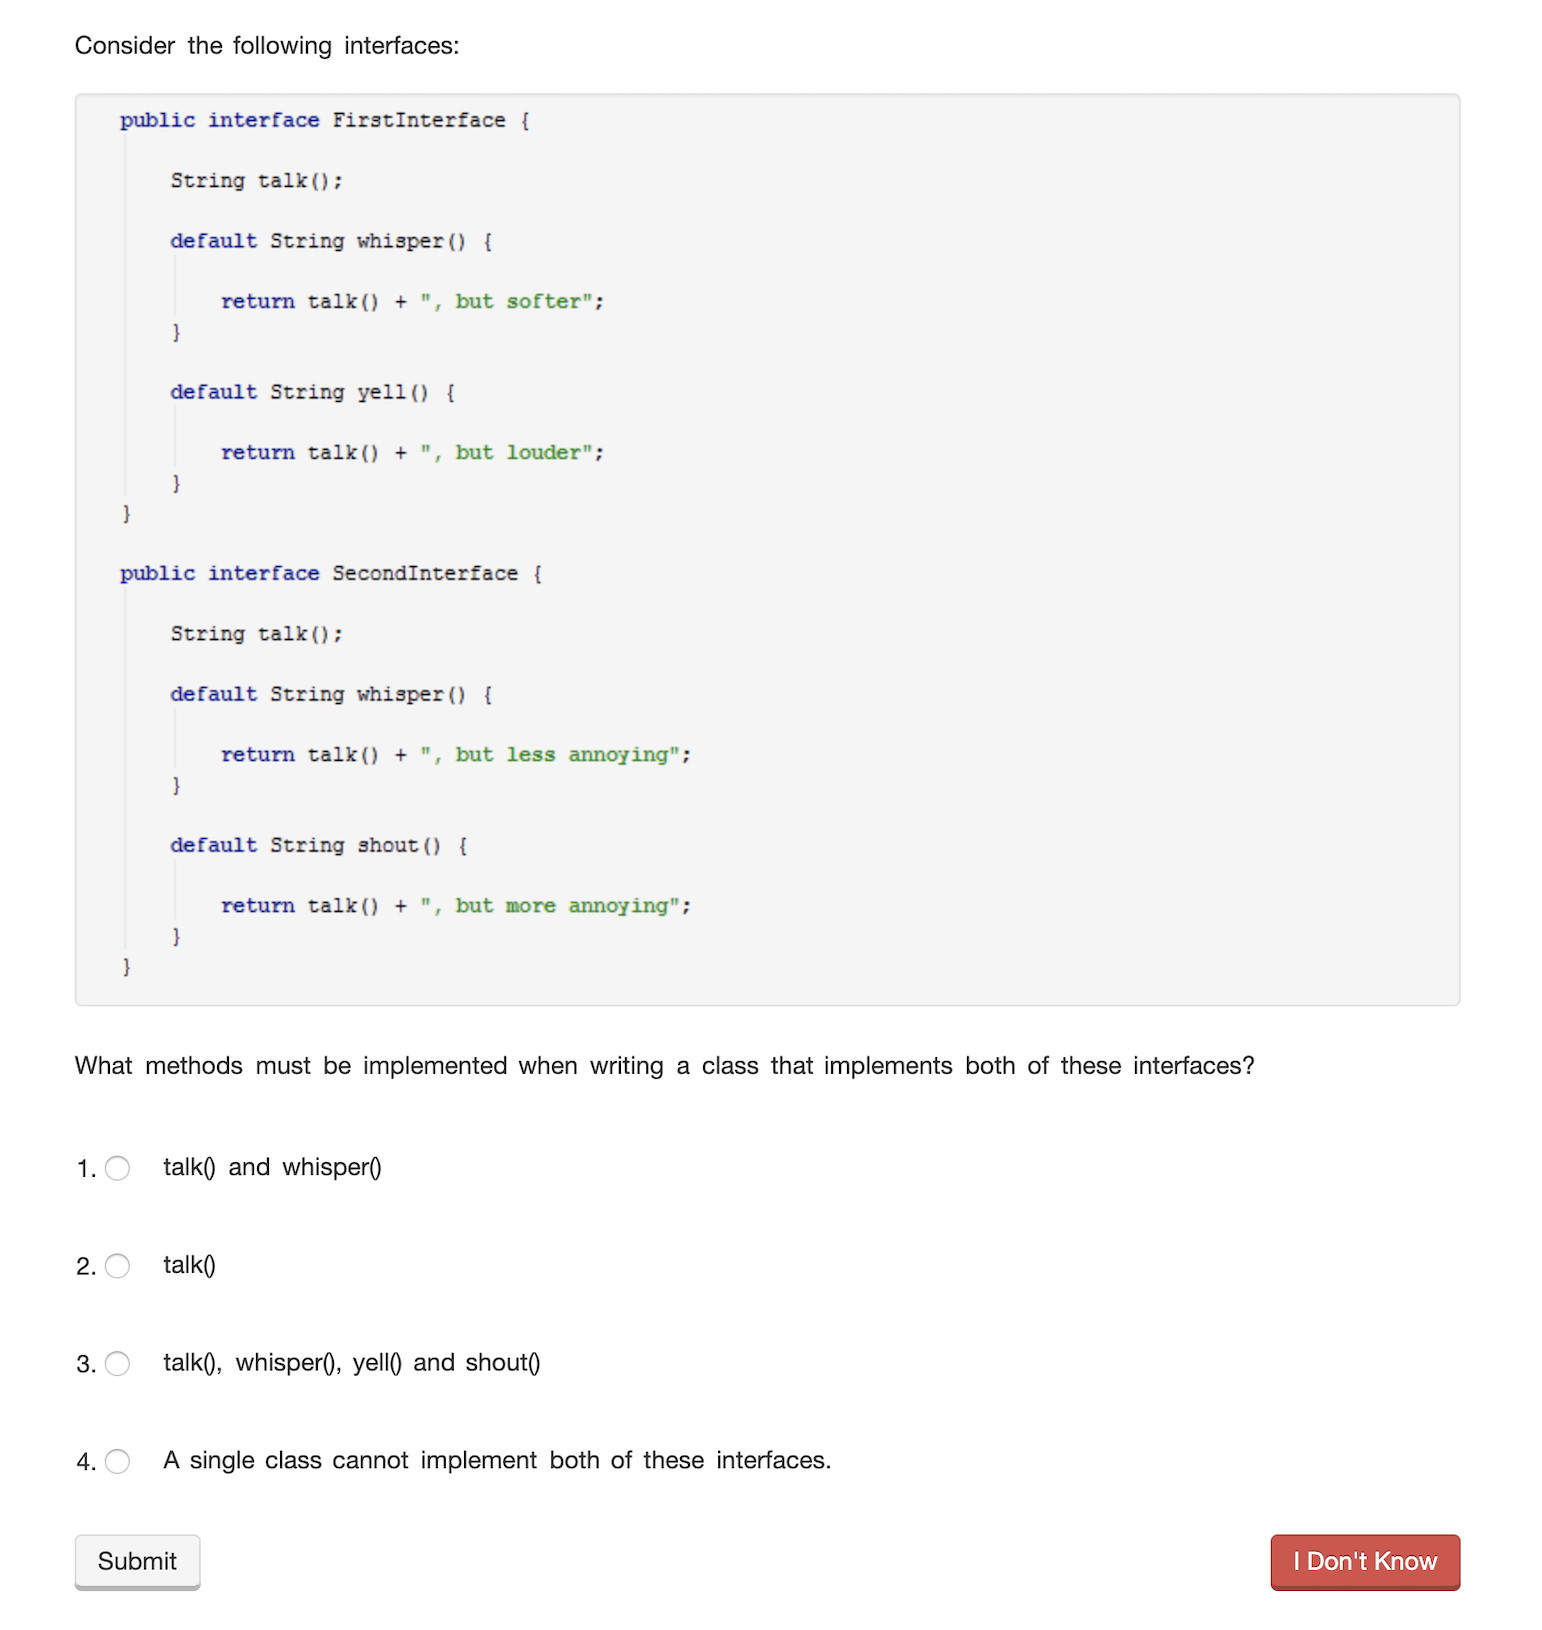 Consider the following interfaces:
public interface FirstInterface {
String talk();
default String whisper() {
return talk() + ", but softer";
}
default String yell() {
return talk() + ", but louder";
}
}
public interface SecondInterface {
String talk();
default String whisper() {
return talk() + ", but less annoying";
}
default String shout() {
return talk() + ", but more annoying";
}
}
What methods must be implemented when writing a class that implements both of these interfaces?
1. talk() and whisper()
2. talk()
3. talk(), whisper(), yell() and shout()
4. A single class cannot implement both of these interfaces.
Submit
I Don't Know